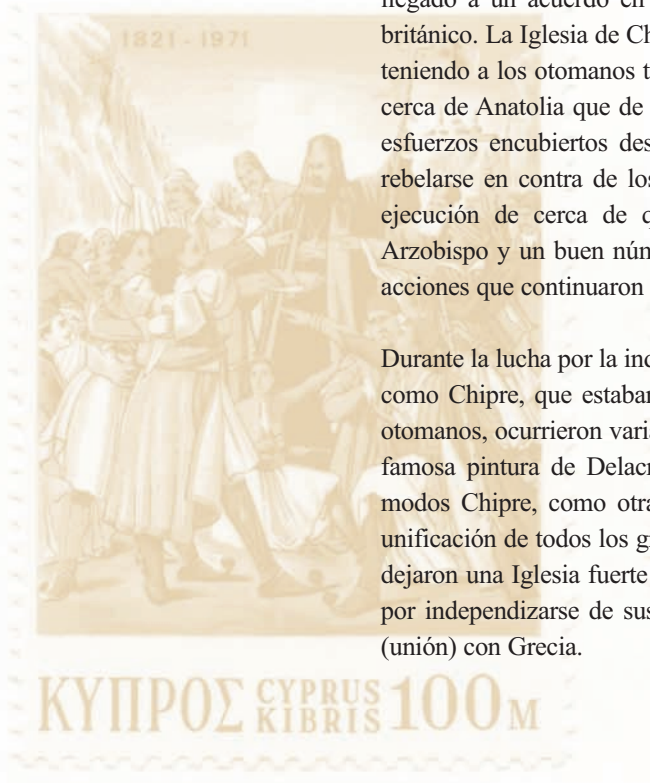 llegado a un acuerdo en
1821 - 1971
británico. La Iglesia de Ch
teniendo a los otomanos t
cerca de Anatolia que de
esfuerzos encubiertos des
rebelarse en contra de los
ejecución de cerca de
Arzobispo y un buen núm
acciones que continuaron
Durante la lucha por la ind
como Chipre, que estaban
otomanos, ocurrieron varia
famosa pintura de Delacr
modos Chipre, como otra
unificación de todos los g
dejaron una Iglesia fuerte
por independizarse de sus
(unión) con Grecia.
ΚΥΠΡΟΣ CYPRUS KIBRIS 100 M